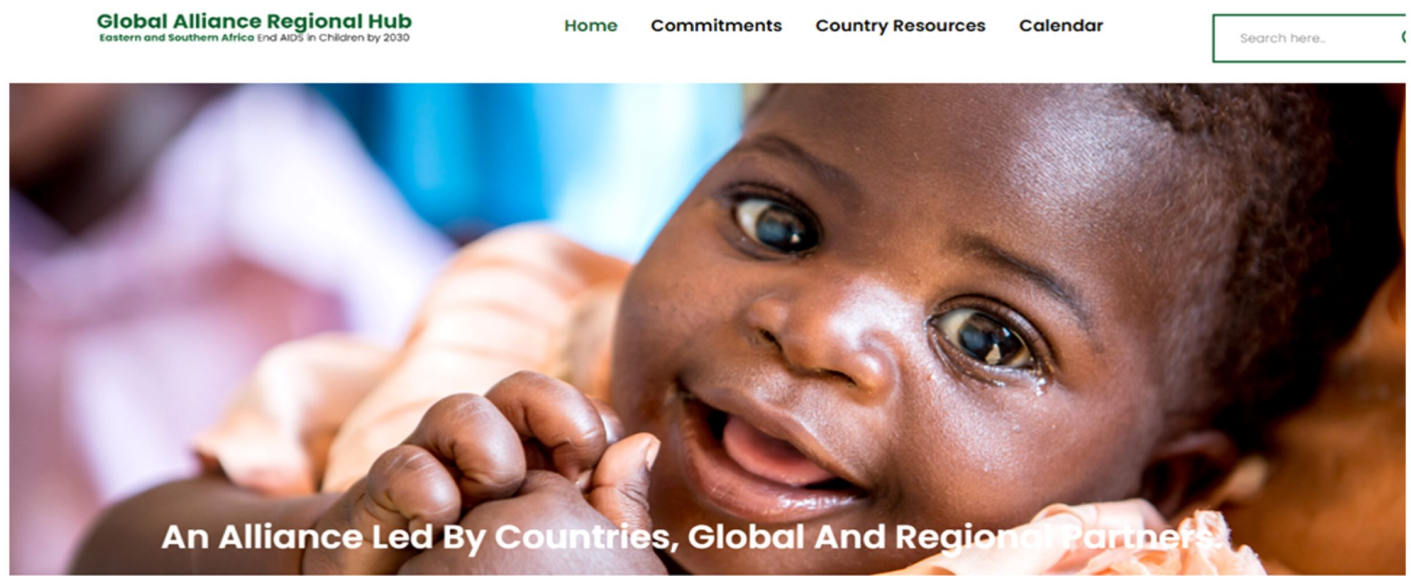 Global Alliance Regional Hub
Eastern and Southern Africa End AIDS in Children by 2030
Home Commitments Country Resources Calendar
Search here..
An Alliance Led By Countries, Global And Regional Partners.